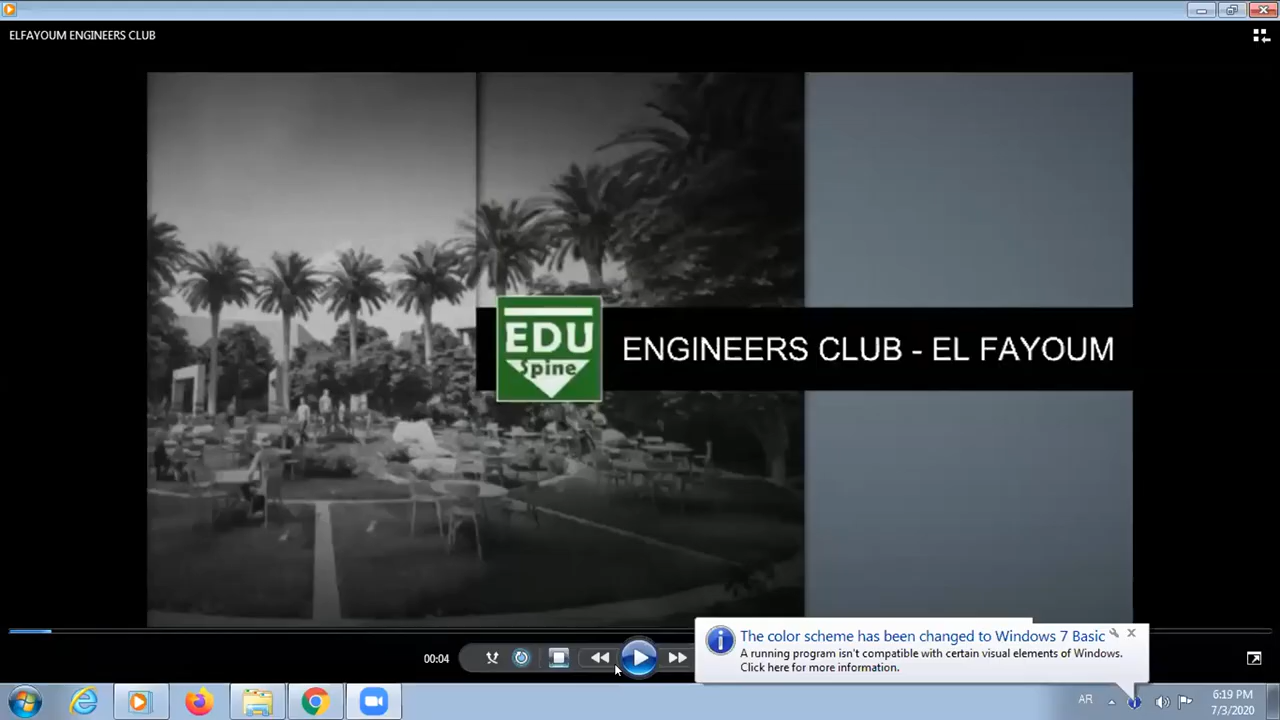 ELFAYOUM ENGINEERS CLUB
EDU
Spine
ENGINEERS CLUB - EL FAYOUM
00:04
The color scheme has been changed to Windows 7 Basic
A running program isn't compatible with certain visual elements of Windows.
Click here for more information.
AR
6:19 PM
7/3/2020